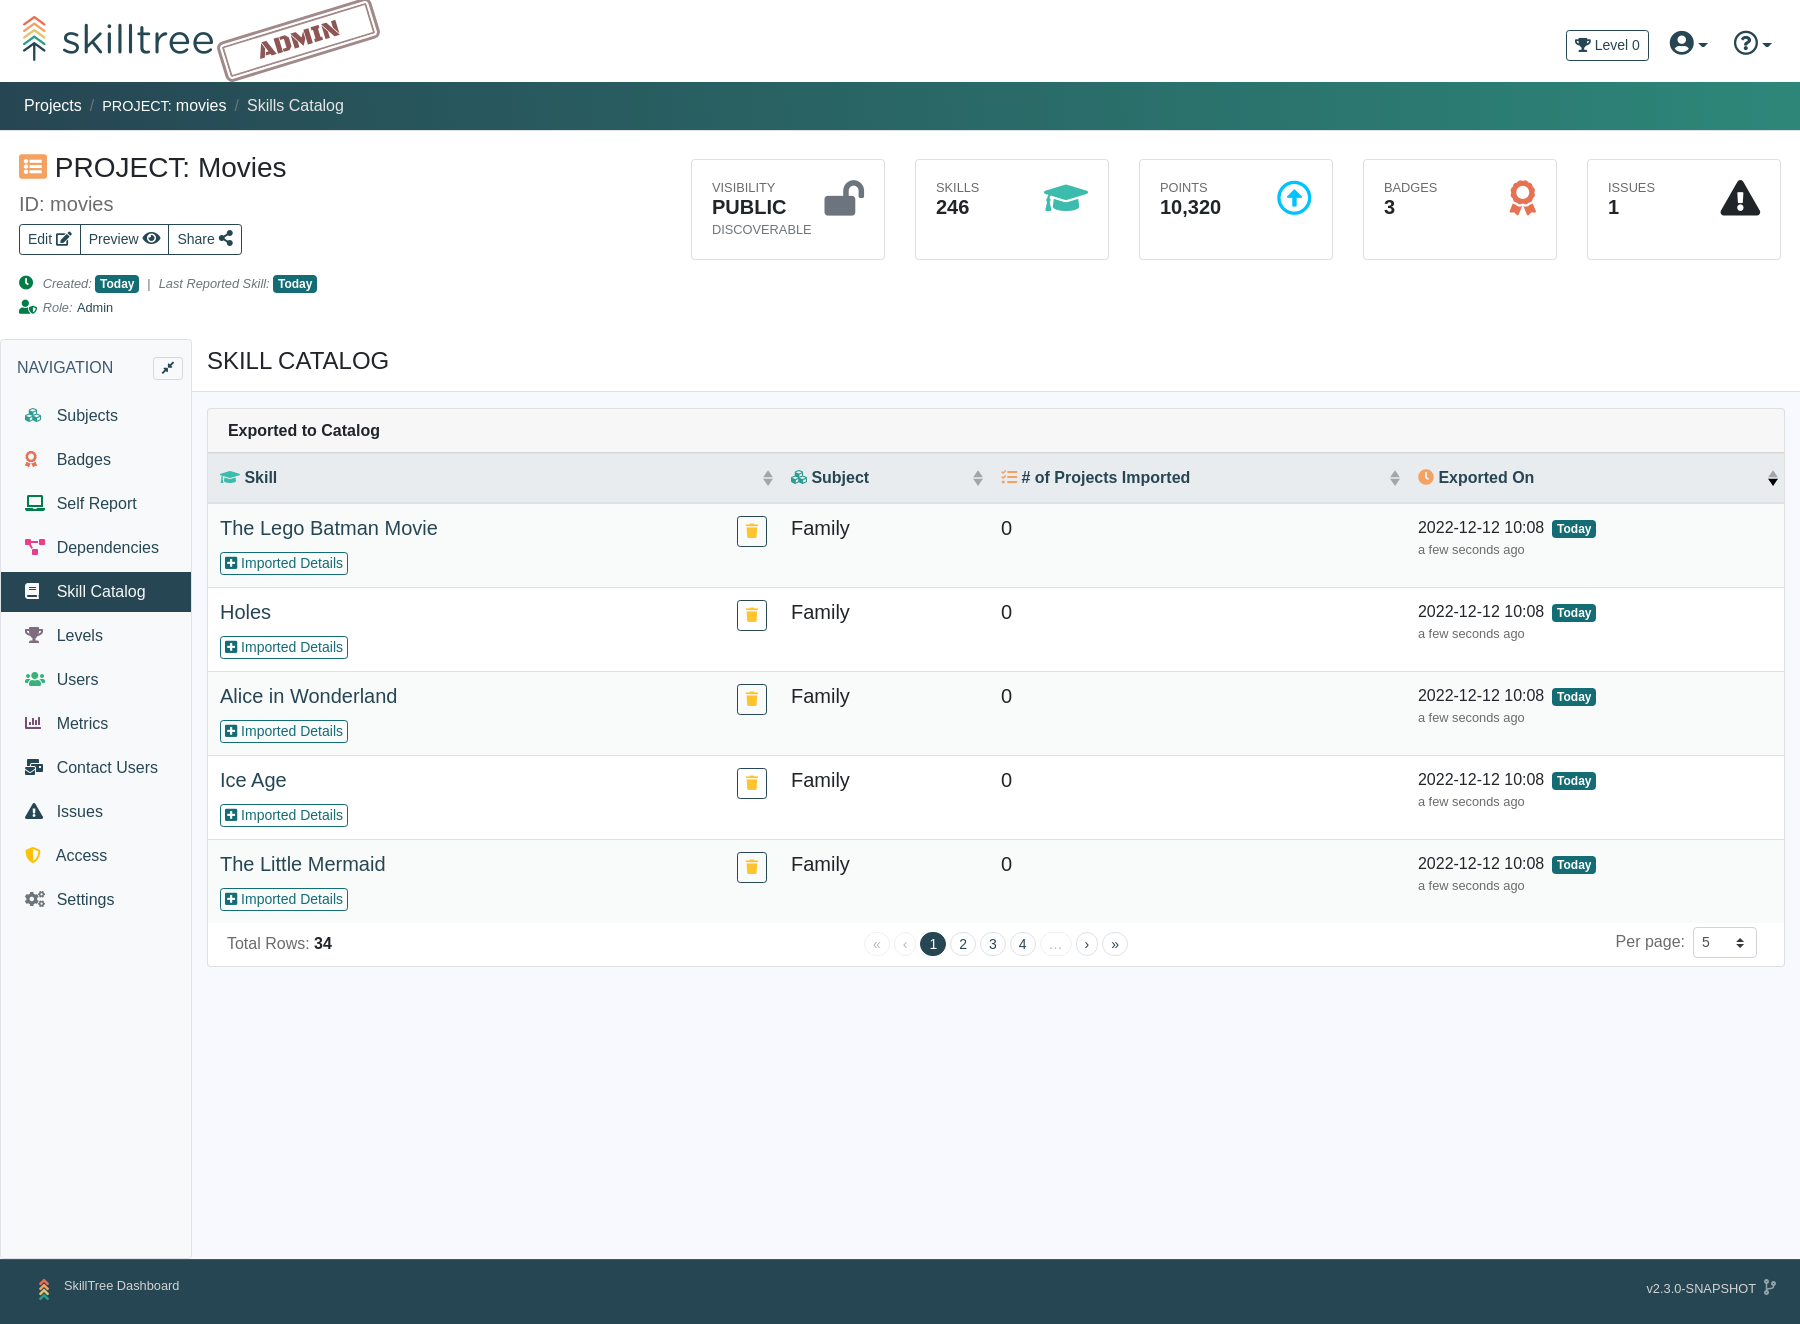 skilltree
ADMIN
Level 0
Projects / PROJECT: movies / Skills Catalog
PROJECT: Movies
ID: movies
Edit
Preview
Share
Created: Today | Last Reported Skill: Today
Role: Admin
VISIBILITY
PUBLIC
DISCOVERABLE
SKILLS
246
POINTS
10,320
BADGES
3
ISSUES
1
NAVIGATION
Subjects
Badges
Self Report
Dependencies
Skill Catalog
Levels
Users
Metrics
Contact Users
Issues
Access
Settings
SKILL CATALOG
Exported to Catalog
Skill Subject # of Projects Imported Exported On
The Lego Batman Movie Family 0 2022-12-12 10:08 Today
Imported Details a few seconds ago
Holes Family 0 2022-12-12 10:08 Today
Imported Details a few seconds ago
Alice in Wonderland Family 0 2022-12-12 10:08 Today
Imported Details a few seconds ago
Ice Age Family 0 2022-12-12 10:08 Today
Imported Details a few seconds ago
The Little Mermaid Family 0 2022-12-12 10:08 Today
Imported Details a few seconds ago
Total Rows: 34 « ‹ 1 2 3 4 … › » Per page: 5
SkillTree Dashboard
v2.3.0-SNAPSHOT